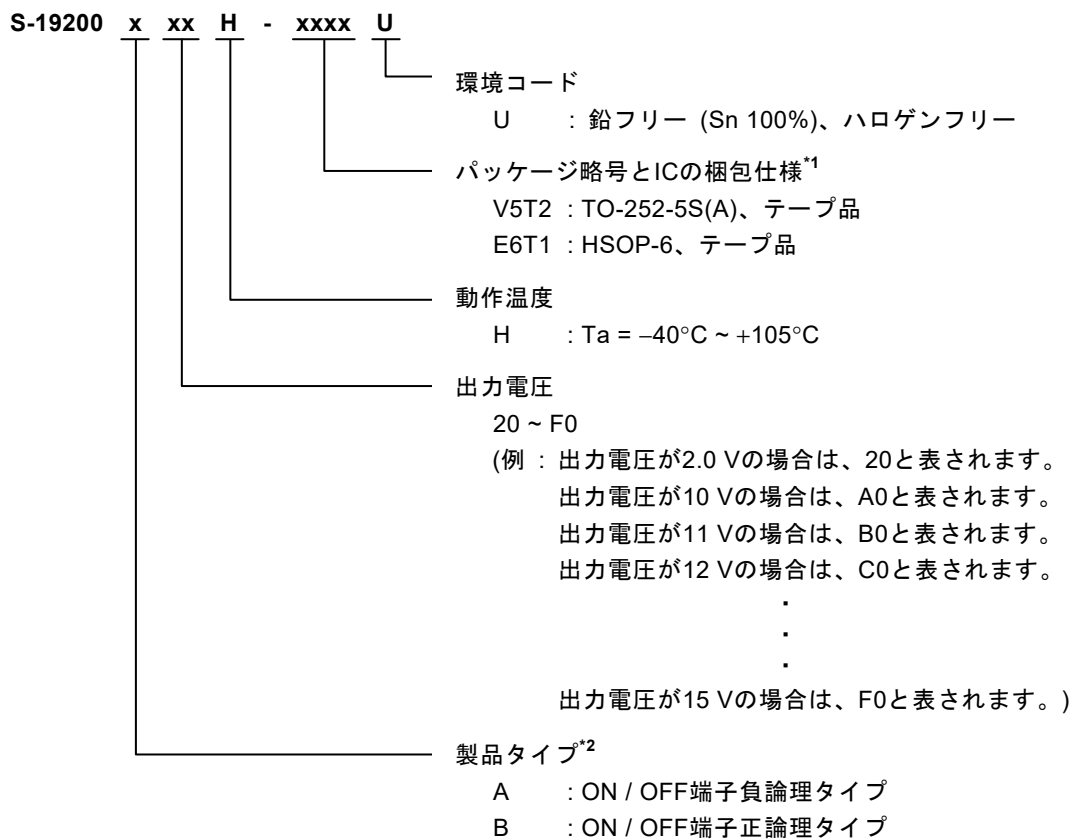 S-19200 x xx H - xxxx U
環境コード
U : 鉛フリー (Sn 100%)、ハロゲンフリー
パッケージ略号とICの梱包仕様*1
V5T2 : TO-252-5S(A)、テープ品
E6T1 : HSOP-6、テープ品
動作温度
H : Ta = −40°C ~ +105°C
出力電圧
20 ~ F0
(例 : 出力電圧が2.0 Vの場合は、20と表されます。
出力電圧が10 Vの場合は、A0と表されます。
出力電圧が11 Vの場合は、B0と表されます。
出力電圧が12 Vの場合は、C0と表されます。
・
・
・
出力電圧が15 Vの場合は、F0と表されます。)
製品タイプ*2
A : ON / OFF端子負論理タイプ
B : ON / OFF端子正論理タイプ